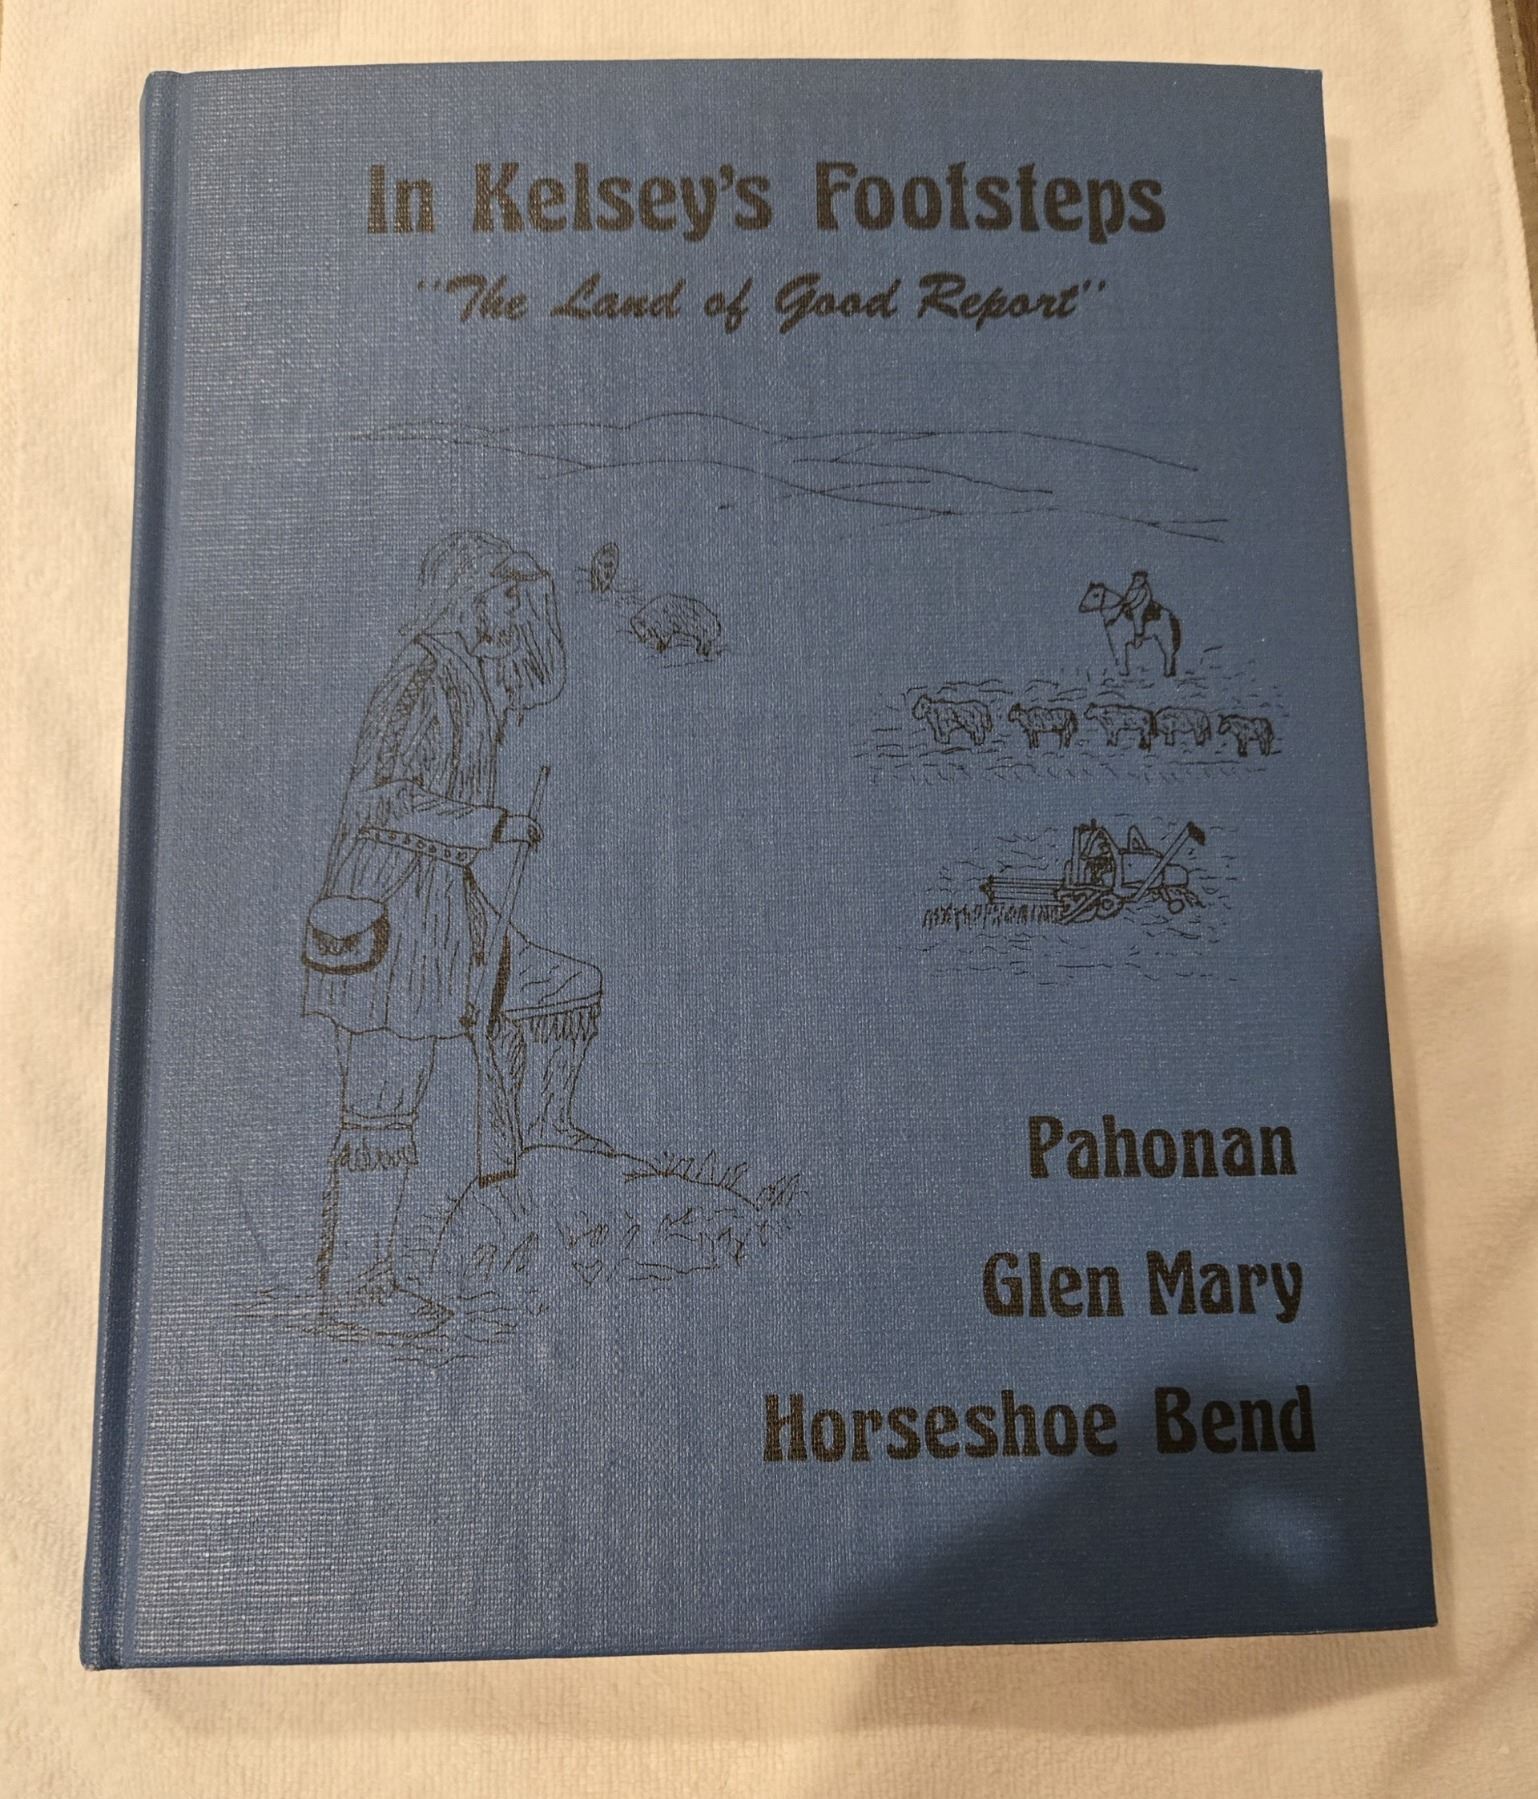 In Kelsey's Footsteps
"The Land of Good Report"
Pahonan
Glen Mary
Horseshoe Bend